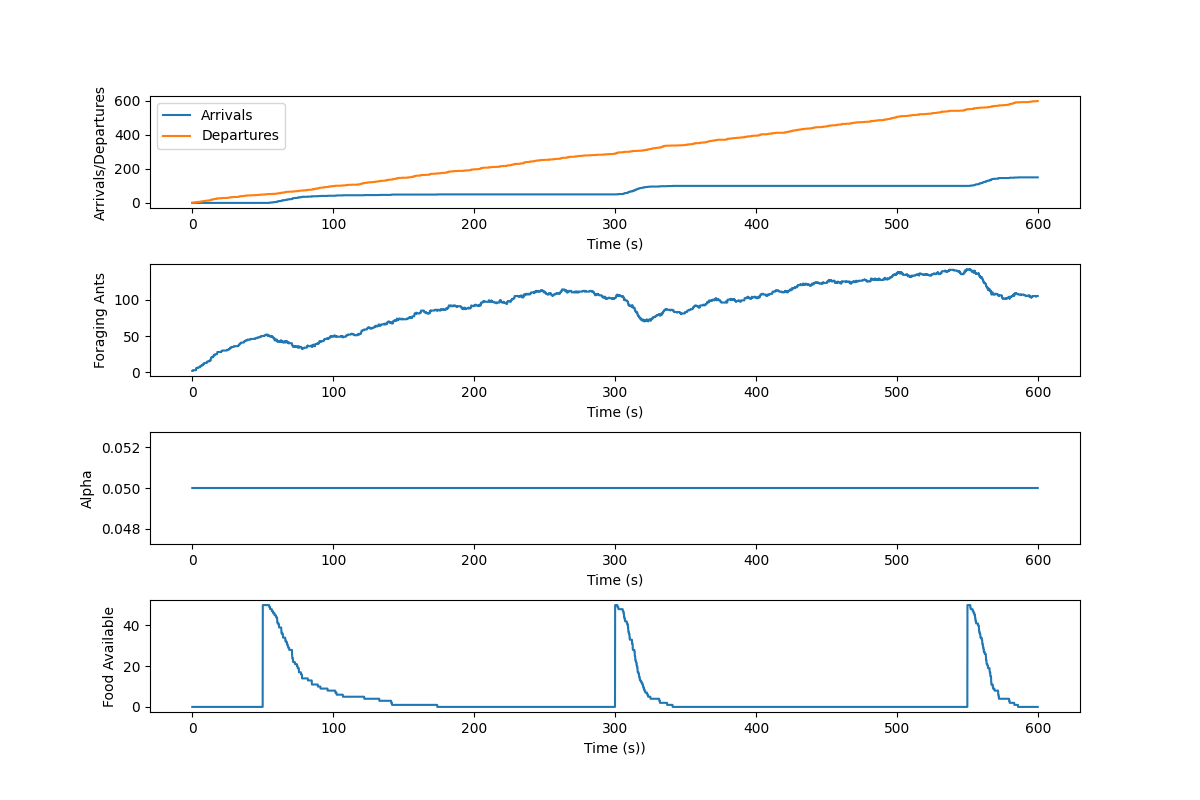 Arrivals/Departures
600
400
200
0
Arrivals
Departures
0 100 200 300 400 500 600
Time (s)
Foraging Ants
100
50
0
0 100 200 300 400 500 600
Time (s)
Alpha
0.052
0.050
0.048
0 100 200 300 400 500 600
Time (s)
Food Available
40
20
0
0 100 200 300 400 500 600
Time (s))